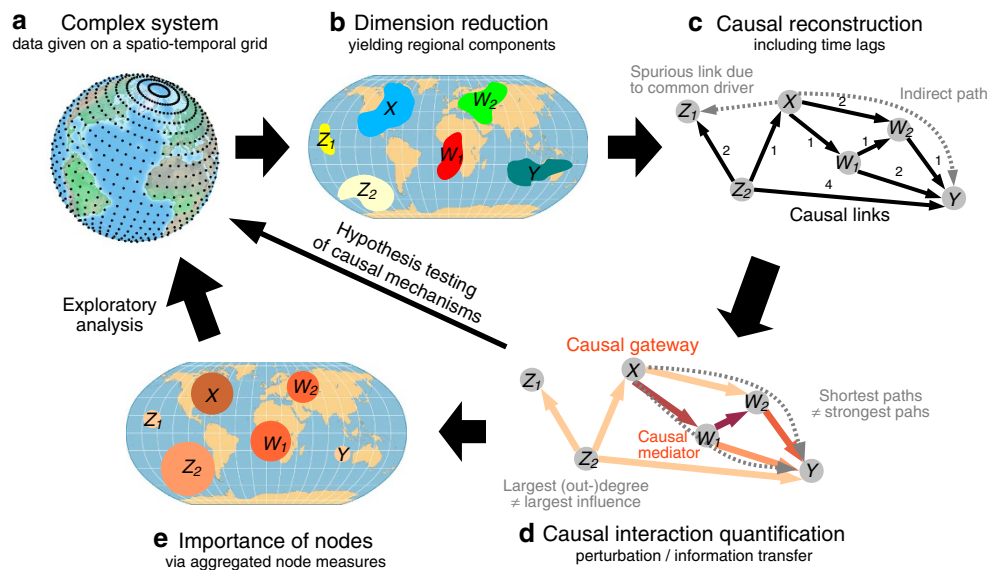 a Complex system
data given on a spatio-temporal grid
b Dimension reduction
yielding regional components
X
W2
Z1
W1
Y
Z2
c Causal reconstruction
including time lags
Spurious link due
to common driver
Indirect path
Z1
X
2
W2
2
1
1
1
W1
2
1
Z2
4
Y
Causal links
Hypothesis testing
of causal mechanisms
Exploratory
analysis
Causal gateway
Z1
X
W2
Shortest paths
≠ strongest pahs
W1
Causal
mediator
Z2
Y
Largest (out-)degree
≠ largest influence
d Causal interaction quantification
perturbation / information transfer
X
W2
Z1
W1
Y
Z2
e Importance of nodes
via aggregated node measures